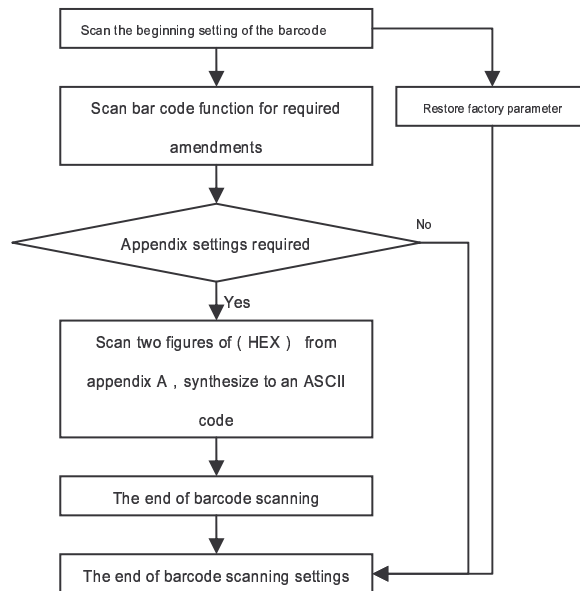 Scan the beginning setting of the barcode
Scan bar code function for required
amendments
Restore factory parameter
Appendix settings required
No
Yes
Scan two figures of ( HEX ) from
appendix A , synthesize to an ASCII
code
The end of barcode scanning
The end of barcode scanning settings